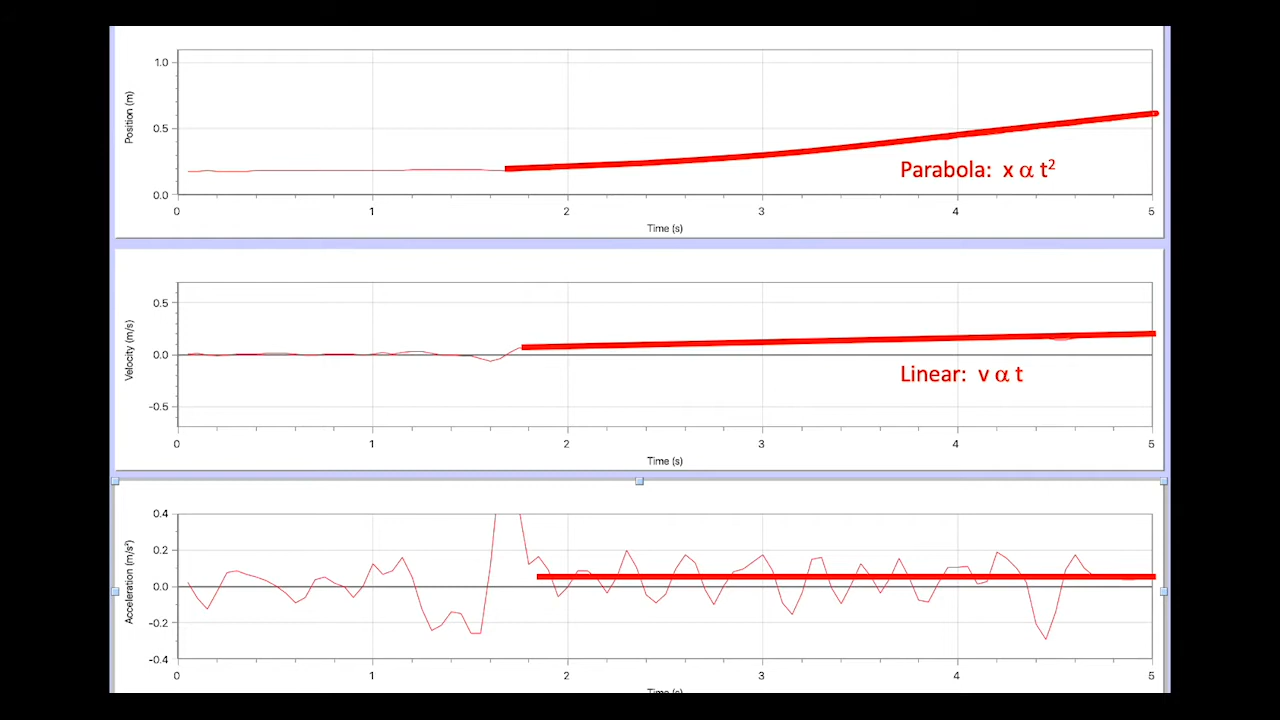 1.0
Position (m)
0.5
Parabola: x α t²
0.0
0 1 2 3 4 5
Time (s)
0.5
Velocity (m/s)
0.0
Linear: v α t
-0.5
0 1 2 3 4 5
Time (s)
0.4
0.2
Acceleration (m/s²)
0.0
-0.2
-0.4
0 1 2 3 4 5
Time (s)